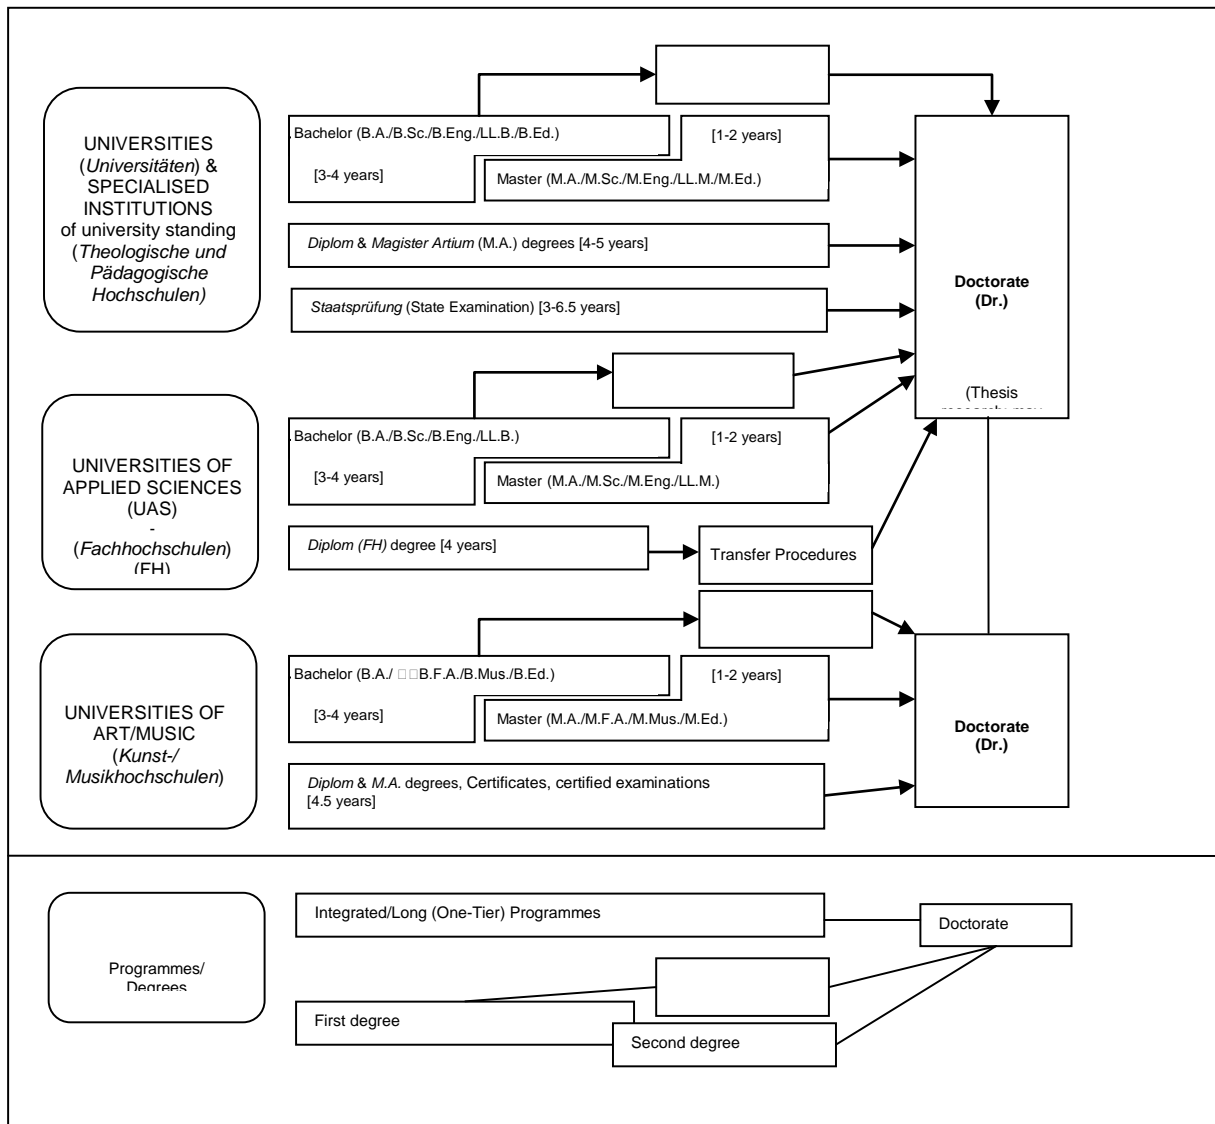 UNIVERSITIES
(Universitäten) &
SPECIALISED
INSTITUTIONS
of university standing
(Theologische und
Pädagogische
Hochschulen)
Bachelor (B.A./B.Sc./B.Eng./LL.B./B.Ed.)
[3-4 years]
[1-2 years]
Master (M.A./M.Sc./M.Eng./LL.M./M.Ed.)
Diplom & Magister Artium (M.A.) degrees [4-5 years]
Staatsprüfung (State Examination) [3-6.5 years]
Doctorate
(Dr.)
(Thesis
UNIVERSITIES OF
APPLIED SCIENCES
(UAS)
-
(Fachhochschulen)
(FH)
Bachelor (B.A./B.Sc./B.Eng./LL.B.)
[3-4 years]
[1-2 years]
Master (M.A./M.Sc./M.Eng./LL.M.)
Diplom (FH) degree [4 years]
Transfer Procedures
UNIVERSITIES OF
ART/MUSIC
(Kunst-/
Musikhochschulen)
Bachelor (B.A./ □□B.F.A./B.Mus./B.Ed.)
[3-4 years]
[1-2 years]
Master (M.A./M.F.A./M.Mus./M.Ed.)
Diplom & M.A. degrees, Certificates, certified examinations
[4.5 years]
Doctorate
(Dr.)
Programmes/
Degrees
Integrated/Long (One-Tier) Programmes
Doctorate
First degree
Second degree